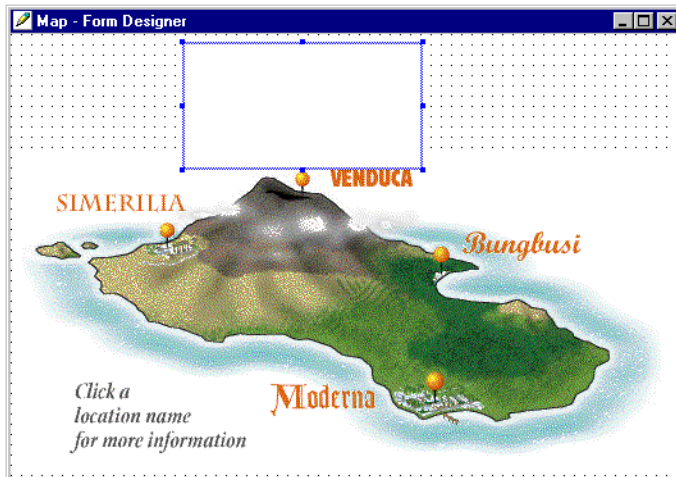 Map - Form Designer
VENDUCA
SIMERILIA
Bungbusi
Moderna
Click a
location name
for more information